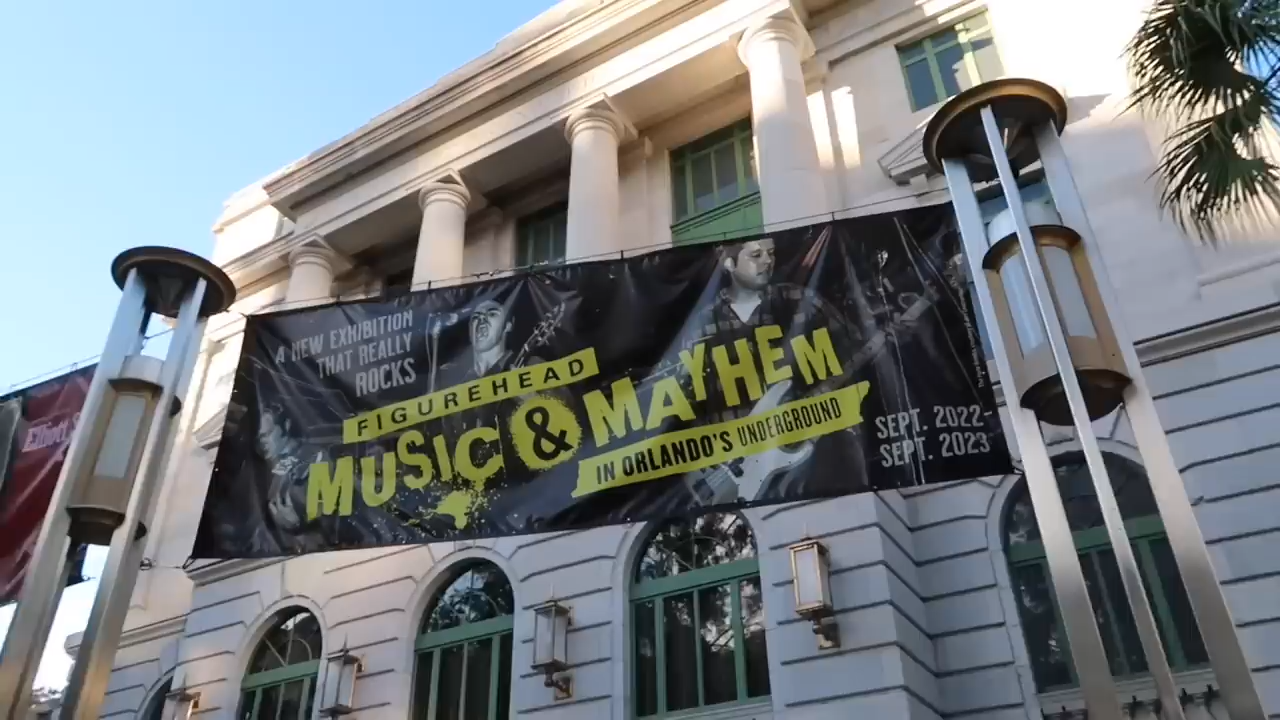 A NEW EXHIBITION
THAT REALLY
ROCKS
FIGUREHEAD
MUSIC & MAYHEM
IN ORLANDO'S UNDERGROUND
SEPT. 2022-
SEPT. 2023